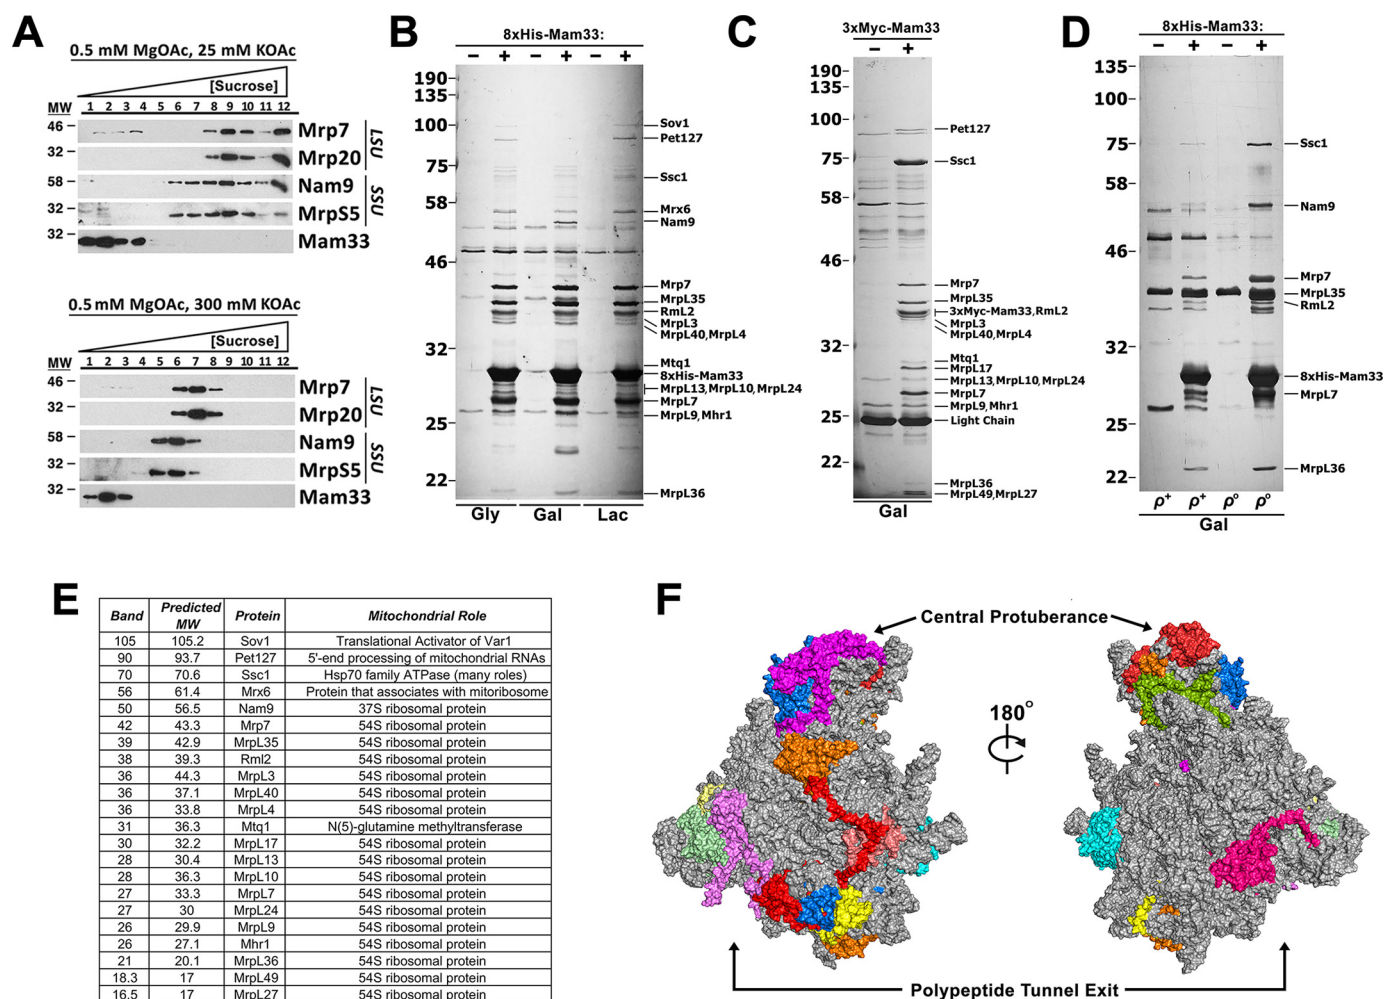 A
0.5 mM MgOAc, 25 mM KOAc
[Sucrose]
MW 1 2 3 4 5 6 7 8 9 10 11 12
46 – Mrp7
32 – Mrp20
LSU
58 – Nam9
32 – MrpS5
SSU
32 – Mam33
0.5 mM MgOAc, 300 mM KOAc
[Sucrose]
MW 1 2 3 4 5 6 7 8 9 10 11 12
46 – Mrp7
32 – Mrp20
LSU
58 – Nam9
32 – MrpS5
SSU
32 – Mam33
B
8xHis-Mam33:
– + – + – +
190
135
100
75
58
46
32
25
22
Sov1
Pet127
Ssc1
Mrx6
Nam9
Mrp7
MrpL35
RmL2
MrpL3
MrpL40,MrpL4
Mtq1
8xHis-Mam33
MrpL13,MrpL10,MrpL24
MrpL7
MrpL9,Mhr1
MrpL36
Gly Gal Lac
C
3xMyc-Mam33
– +
190
135
100
75
58
46
32
25
22
Pet127
Ssc1
Mrp7
MrpL35
3xMyc-Mam33,RmL2
MrpL3
MrpL40,MrpL4
Mtq1
MrpL17
MrpL13,MrpL10,MrpL24
MrpL7
MrpL9,Mhr1
Light Chain
MrpL36
MrpL49,MrpL27
Gal
D
8xHis-Mam33:
– + – +
135
100
75
58
46
32
25
22
Ssc1
Nam9
Mrp7
MrpL35
RmL2
8xHis-Mam33
MrpL7
MrpL36
ρ⁺ ρ⁺ ρ° ρ°
Gal
E
Band Predicted MW Protein Mitochondrial Role
105 105.2 Sov1 Translational Activator of Var1
90 93.7 Pet127 5'-end processing of mitochondrial RNAs
70 70.6 Ssc1 Hsp70 family ATPase (many roles)
56 61.4 Mrx6 Protein that associates with mitoribosome
50 56.5 Nam9 37S ribosomal protein
42 43.3 Mrp7 54S ribosomal protein
39 42.9 MrpL35 54S ribosomal protein
38 39.3 Rml2 54S ribosomal protein
36 44.3 MrpL3 54S ribosomal protein
36 37.1 MrpL40 54S ribosomal protein
36 33.8 MrpL4 54S ribosomal protein
31 36.3 Mtq1 N(5)-glutamine methyltransferase
30 32.2 MrpL17 54S ribosomal protein
28 30.4 MrpL13 54S ribosomal protein
28 36.3 MrpL10 54S ribosomal protein
27 33.3 MrpL7 54S ribosomal protein
27 30 MrpL24 54S ribosomal protein
26 29.9 MrpL9 54S ribosomal protein
26 27.1 Mhr1 54S ribosomal protein
21 20.1 MrpL36 54S ribosomal protein
18.3 17 MrpL49 54S ribosomal protein
16.5 17 MrpL27 54S ribosomal protein
F
Central Protuberance
180°
Polypeptide Tunnel Exit